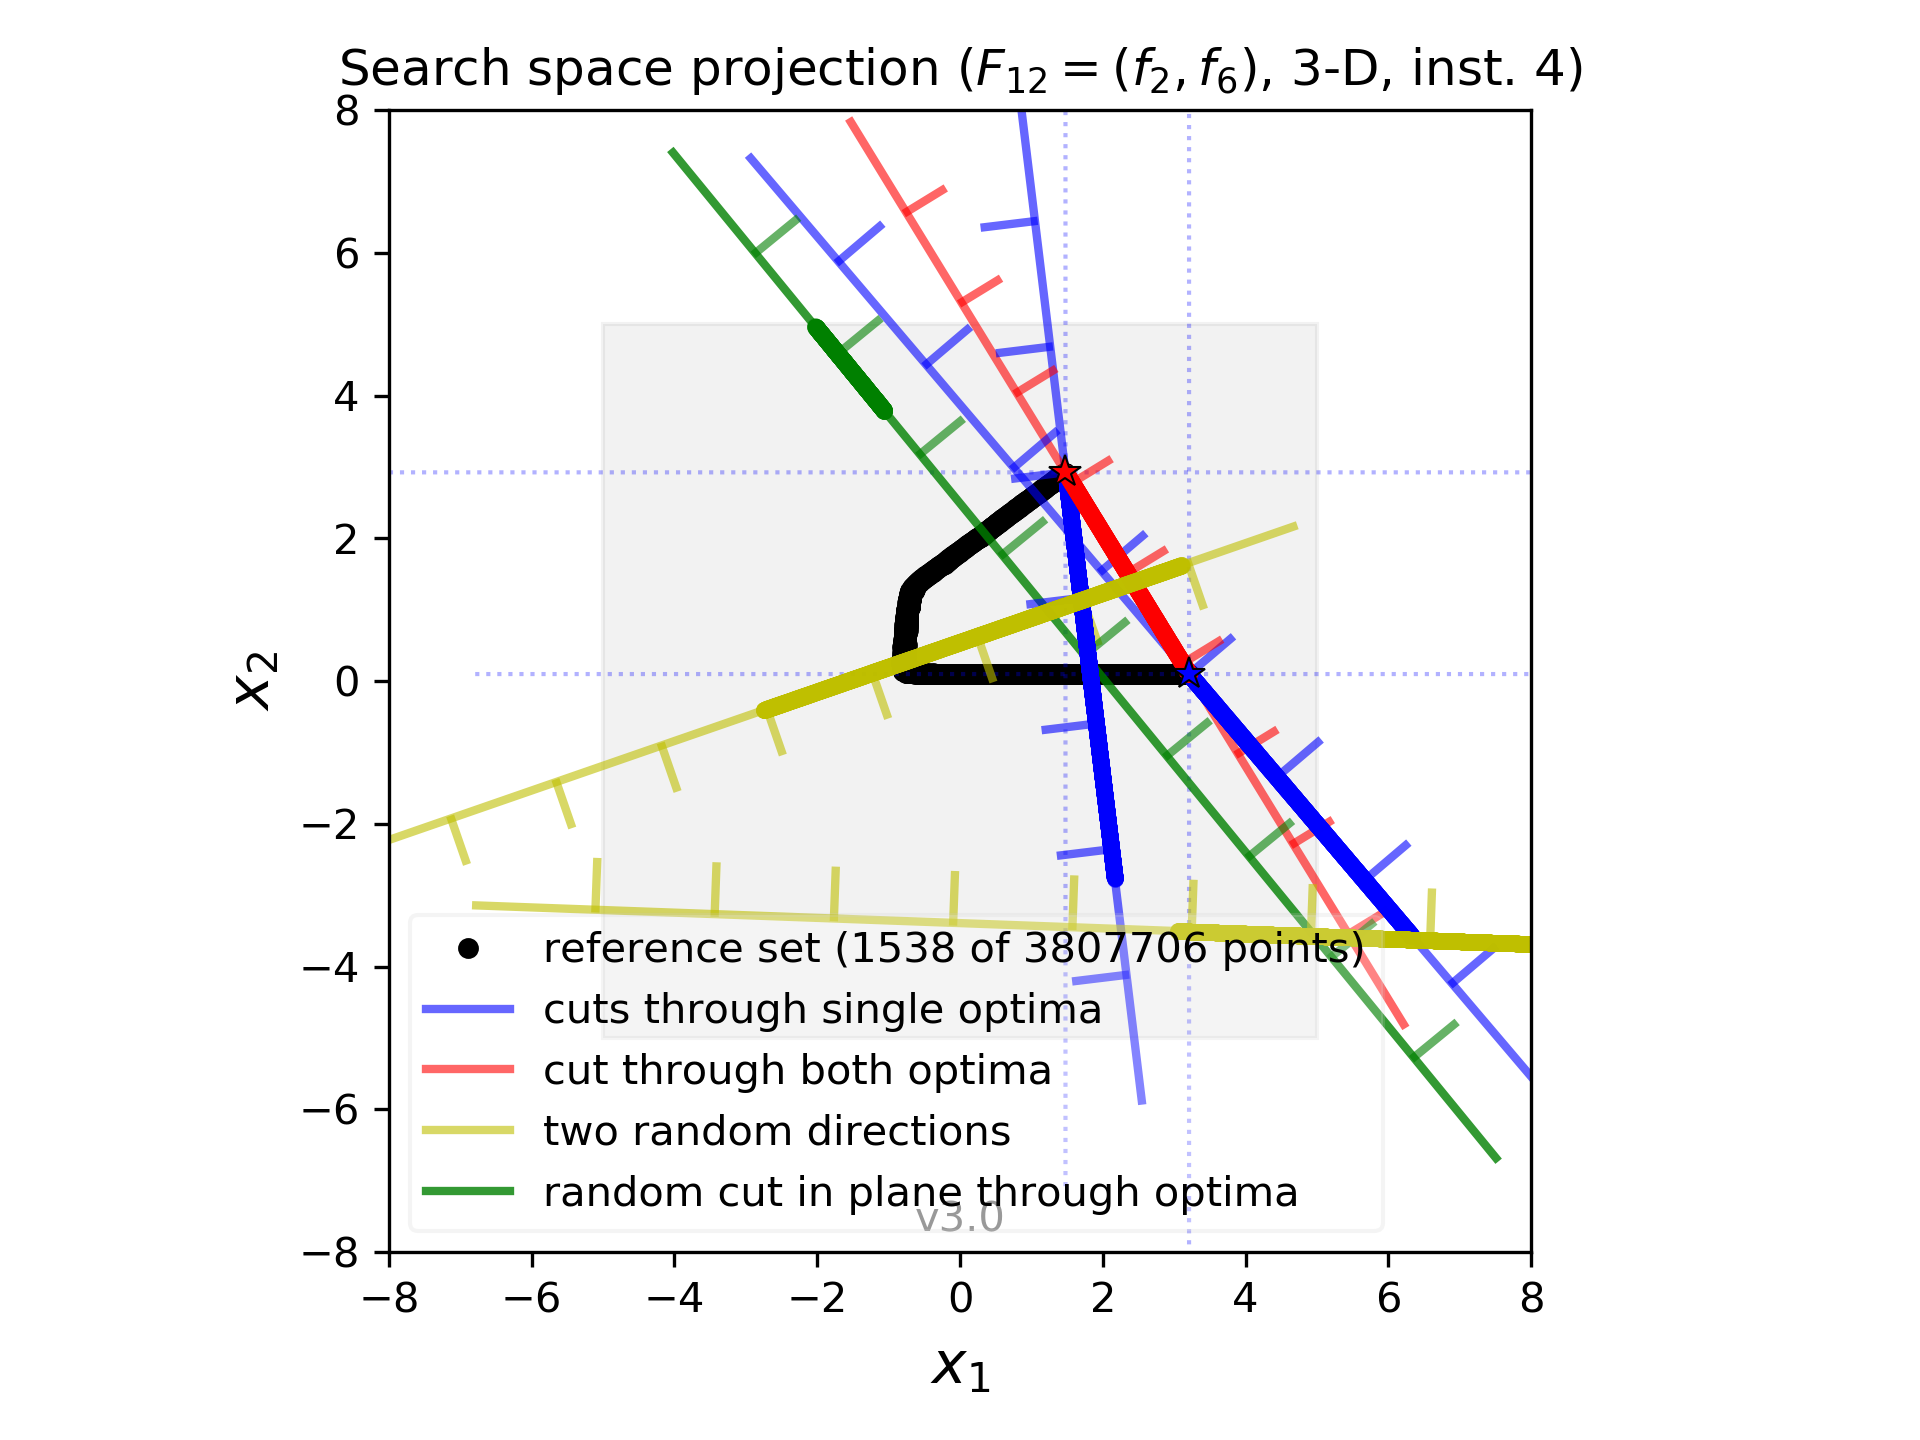 Search space projection (F12 = (f2, f6), 3-D, inst. 4)
8
6
4
2
0
−2
−4
−6
−8
x2
reference set (1538 of 3807706 points)
cuts through single optima
cut through both optima
two random directions
random cut in plane through optima
v3.0
−8 −6 −4 −2 0 2 4 6 8
x1